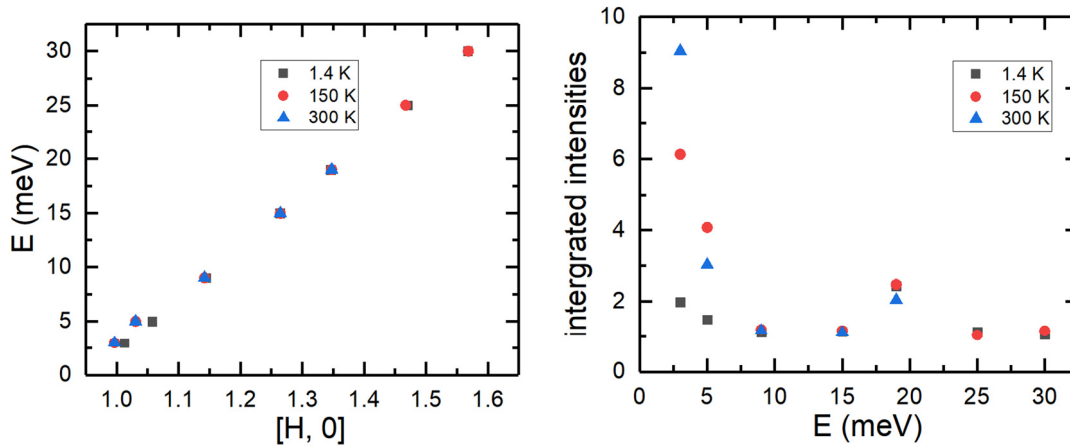 30
25
20
15
10
5
0
E (meV)
1.4 K
150 K
300 K
1.0 1.1 1.2 1.3 1.4 1.5 1.6
[H, 0]
10
8
6
4
2
0
intergrated intensities
1.4 K
150 K
300 K
0 5 10 15 20 25 30
E (meV)